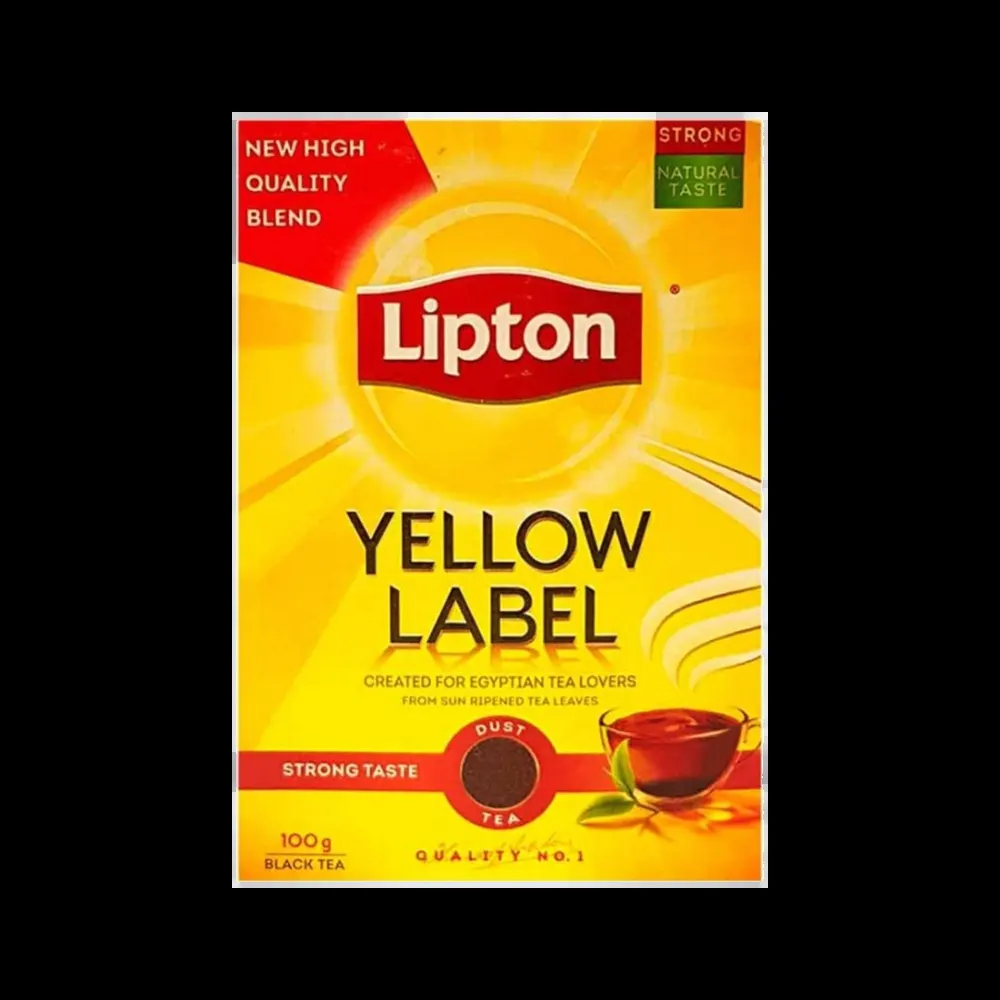 NEW HIGH
QUALITY
BLEND
STRONG
NATURAL
TASTE
Lipton
®
YELLOW
LABEL
CREATED FOR EGYPTIAN TEA LOVERS
FROM SUN RIPENED TEA LEAVES
DUST
STRONG TASTE
TEA
100g
BLACK TEA
QUALITY NO.1